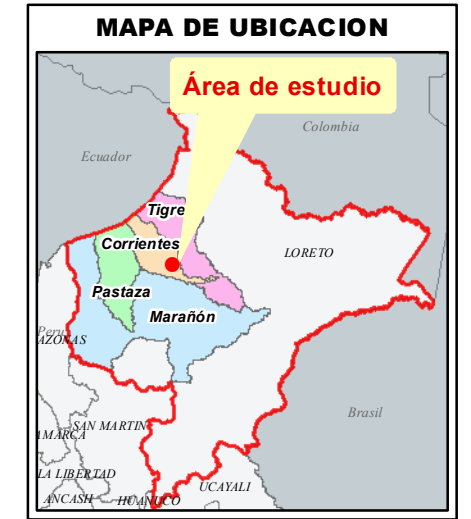 MAPA DE UBICACION
Área de estudio
Colombia
Ecuador
Tigre
Corrientes
LORETO
Pastaza
Marañón
Peru
AZONAS
Brasil
SAN MARTIN
AMARCA
LA LIBERTAD
UCAYALI
ANCASH
HUANUCO